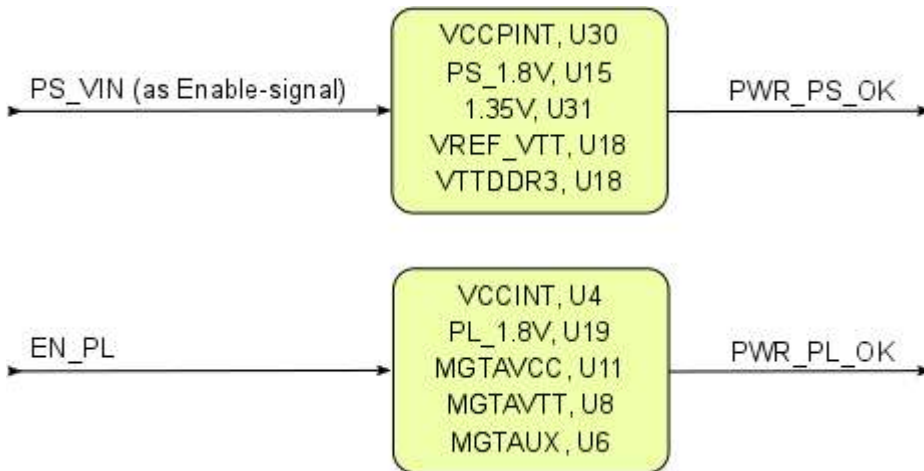 PS_VIN (as Enable-signal)
VCCPINT, U30
PS_1.8V, U15
1.35V, U31
VREF_VTT, U18
VTTDDR3, U18
PWR_PS_OK
EN_PL
VCCINT, U4
PL_1.8V, U19
MGTAVCC, U11
MGTAVTT, U8
MGTAUX, U6
PWR_PL_OK